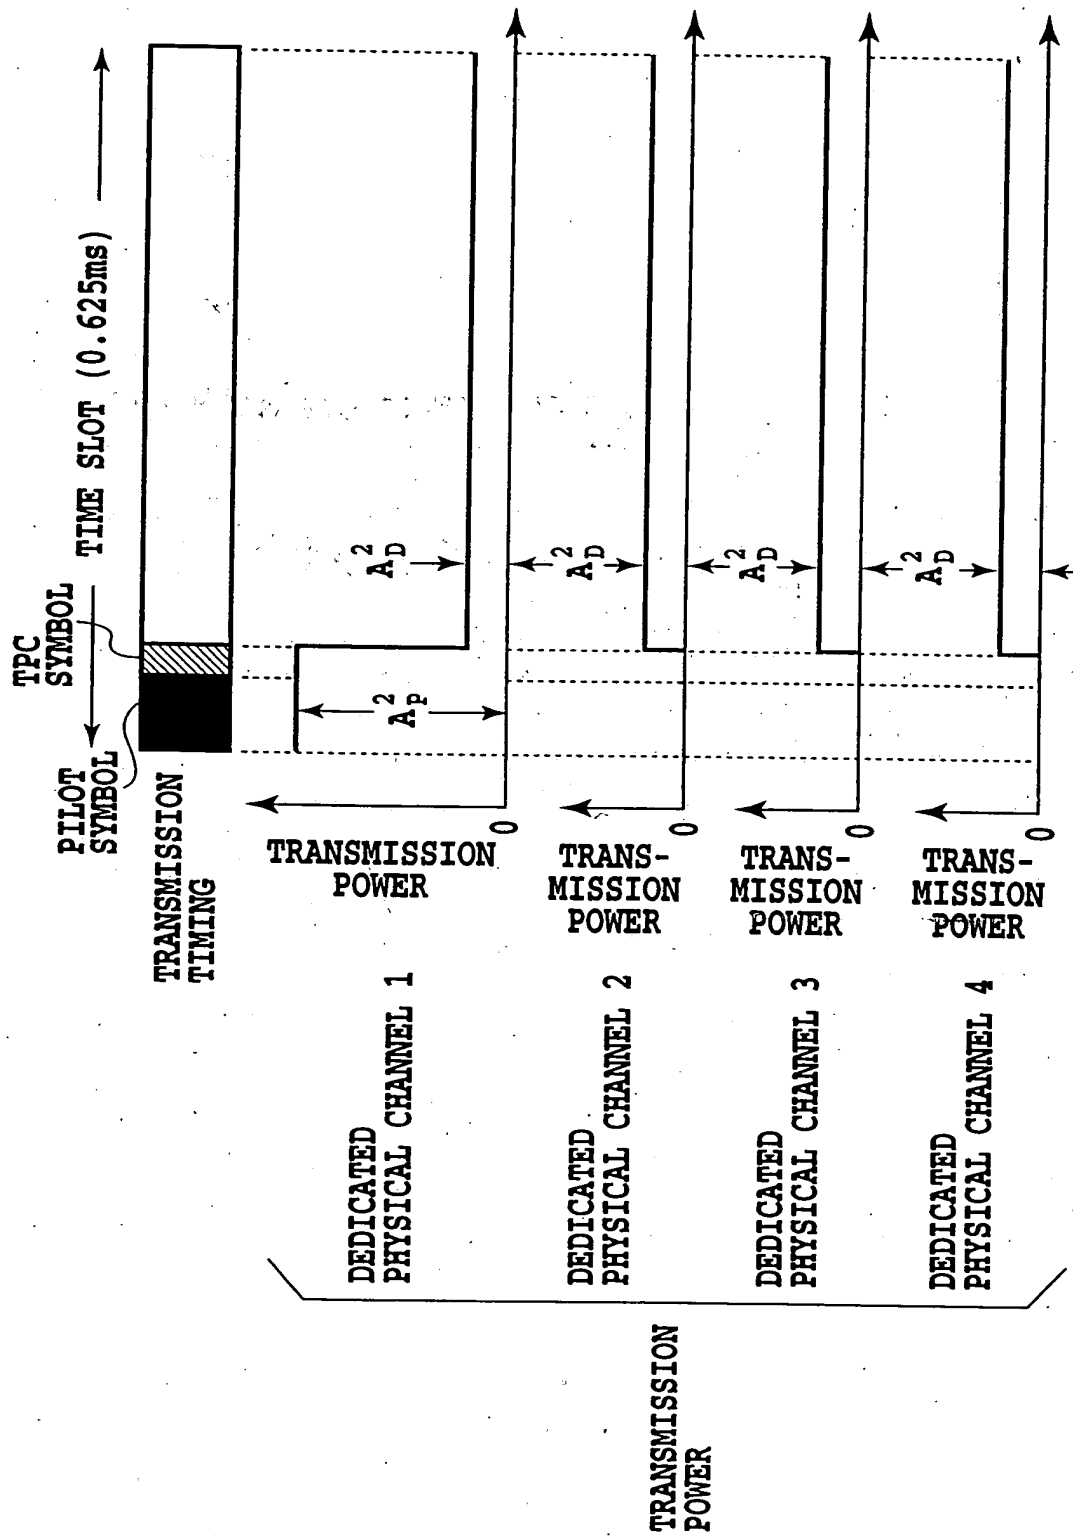 PILOT
SYMBOL
TPC
SYMBOL
TIME SLOT (0.625ms)
TRANSMISSION
TIMING
TRANSMISSION
POWER
DEDICATED
PHYSICAL CHANNEL 1
TRANSMISSION
POWER
A_P^2
A_D^2
0
DEDICATED
PHYSICAL CHANNEL 2
TRANS-
MISSION
POWER
A_D^2
0
DEDICATED
PHYSICAL CHANNEL 3
TRANS-
MISSION
POWER
A_D^2
0
DEDICATED
PHYSICAL CHANNEL 4
TRANS-
MISSION
POWER
A_D^2
0